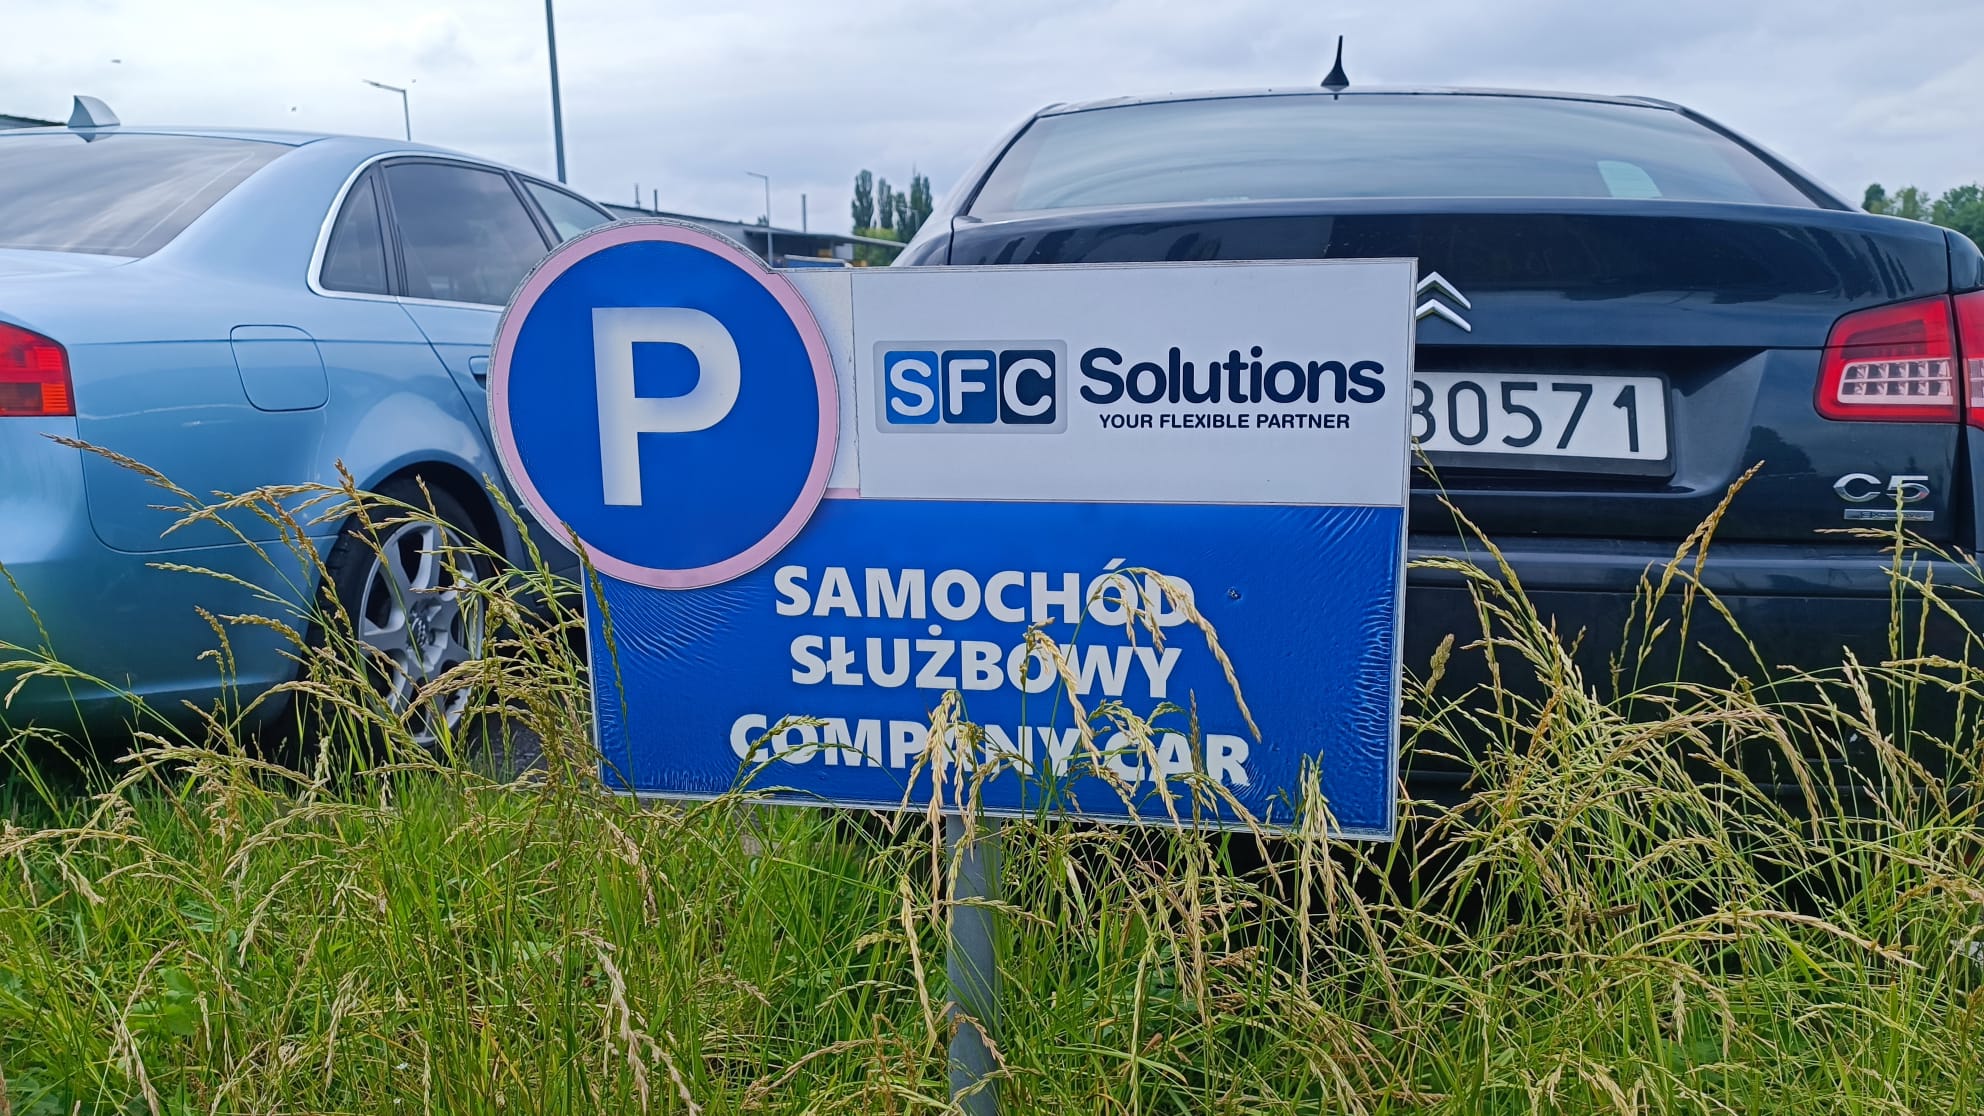 P
SFC Solutions
YOUR FLEXIBLE PARTNER
SAMOCHÓD
SŁUŻBOWY
COMPANY CAR
30571
C5